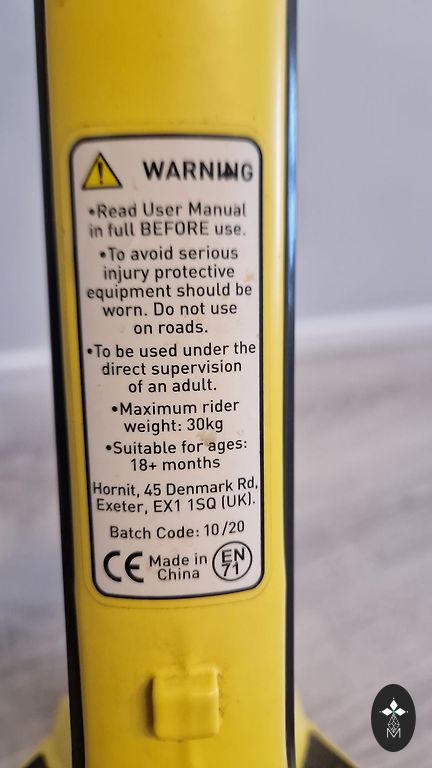 WARNING
•Read User Manual
in full BEFORE use.
•To avoid serious
injury protective
equipment should be
worn. Do not use
on roads.
•To be used under the
direct supervision
of an adult.
•Maximum rider
weight: 30kg
•Suitable for ages:
18+ months
Hornit, 45 Denmark Rd,
Exeter, EX1 1SQ (UK).
Batch Code: 10/20
CE Made in China EN 71
M